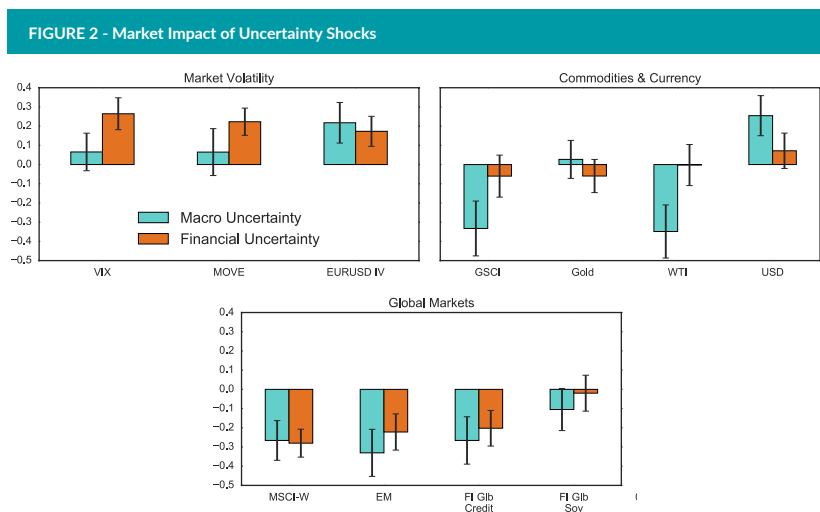 FIGURE 2 - Market Impact of Uncertainty Shocks
Market Volatility
0.4
0.3
0.2
0.1
0.0
−0.1
−0.2
−0.3
−0.4
−0.5
Macro Uncertainty
Financial Uncertainty
VIX MOVE EURUSD IV
Commodities & Currency
GSCI Gold WTI USD
Global Markets
0.4
0.3
0.2
0.1
0.0
−0.1
−0.2
−0.3
−0.4
−0.5
MSCI-W EM FI Glb FI Glb
Credit Sov